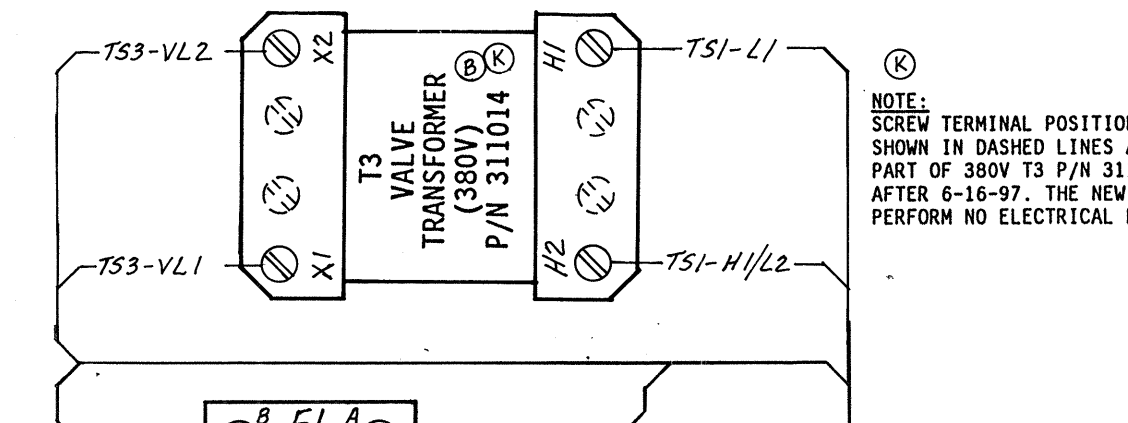 TS3-VL2
X2
H1
TS1-L1
T3
VALVE
TRANSFORMER
(380V)
P/N 311014
B K
TS3-VL1
X1
H2
TS1-H1/L2
K
NOTE:
SCREW TERMINAL POSITION
SHOWN IN DASHED LINES
PART OF 380V T3 P/N 311
AFTER 6-16-97. THE NEW
PERFORM NO ELECTRICAL
B F1 A